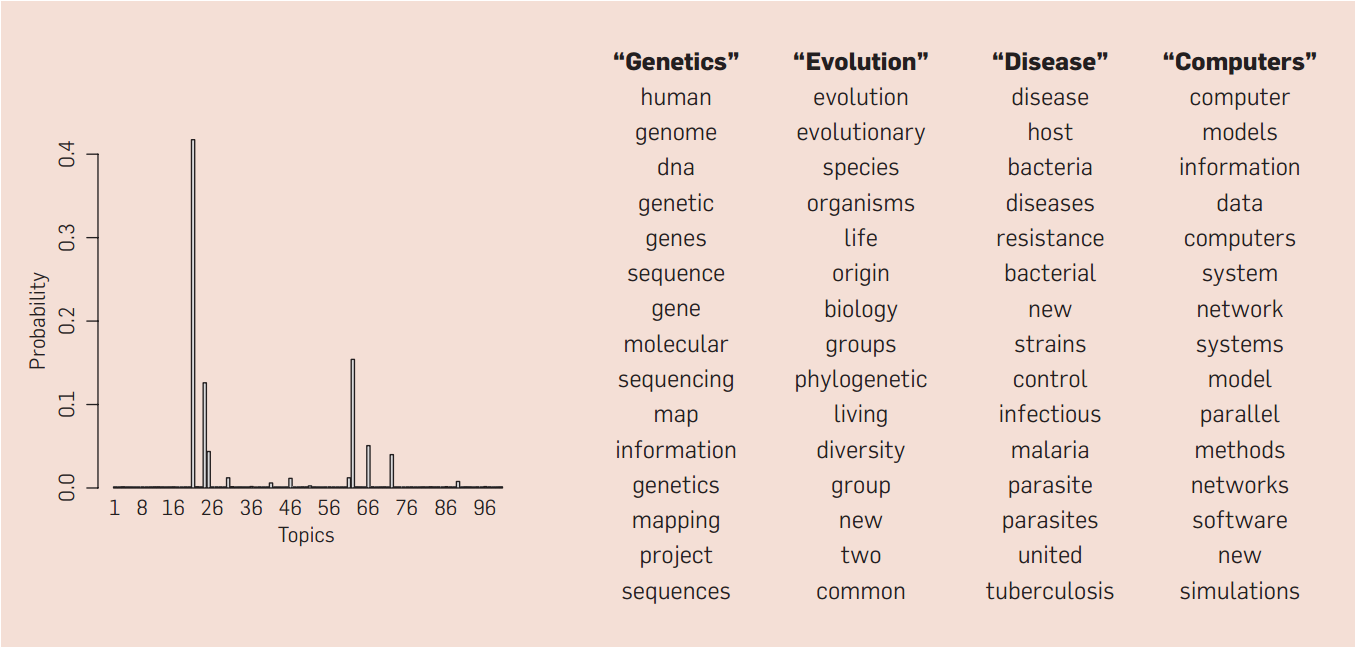 0.4
0.3
0.2
0.1
0.0
Probability
1 8 16 26 36 46 56 66 76 86 96
Topics
“Genetics” “Evolution” “Disease” “Computers”
human evolution disease computer
genome evolutionary host models
dna species bacteria information
genetic organisms diseases data
genes life resistance computers
sequence origin bacterial system
gene biology new network
molecular groups strains systems
sequencing phylogenetic control model
map living infectious parallel
information diversity malaria methods
genetics group parasite networks
mapping new parasites software
project two united new
sequences common tuberculosis simulations